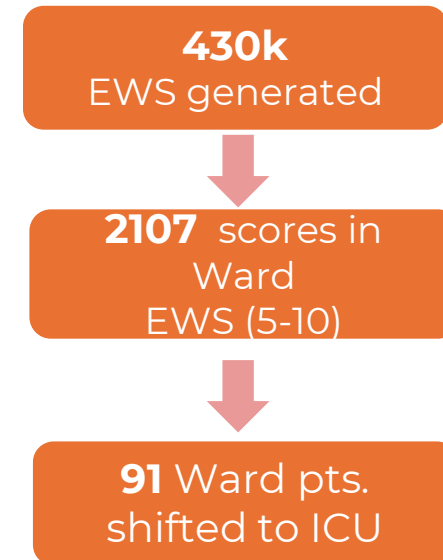 430k
EWS generated
2107 scores in
Ward
EWS (5-10)
91 Ward pts.
shifted to ICU